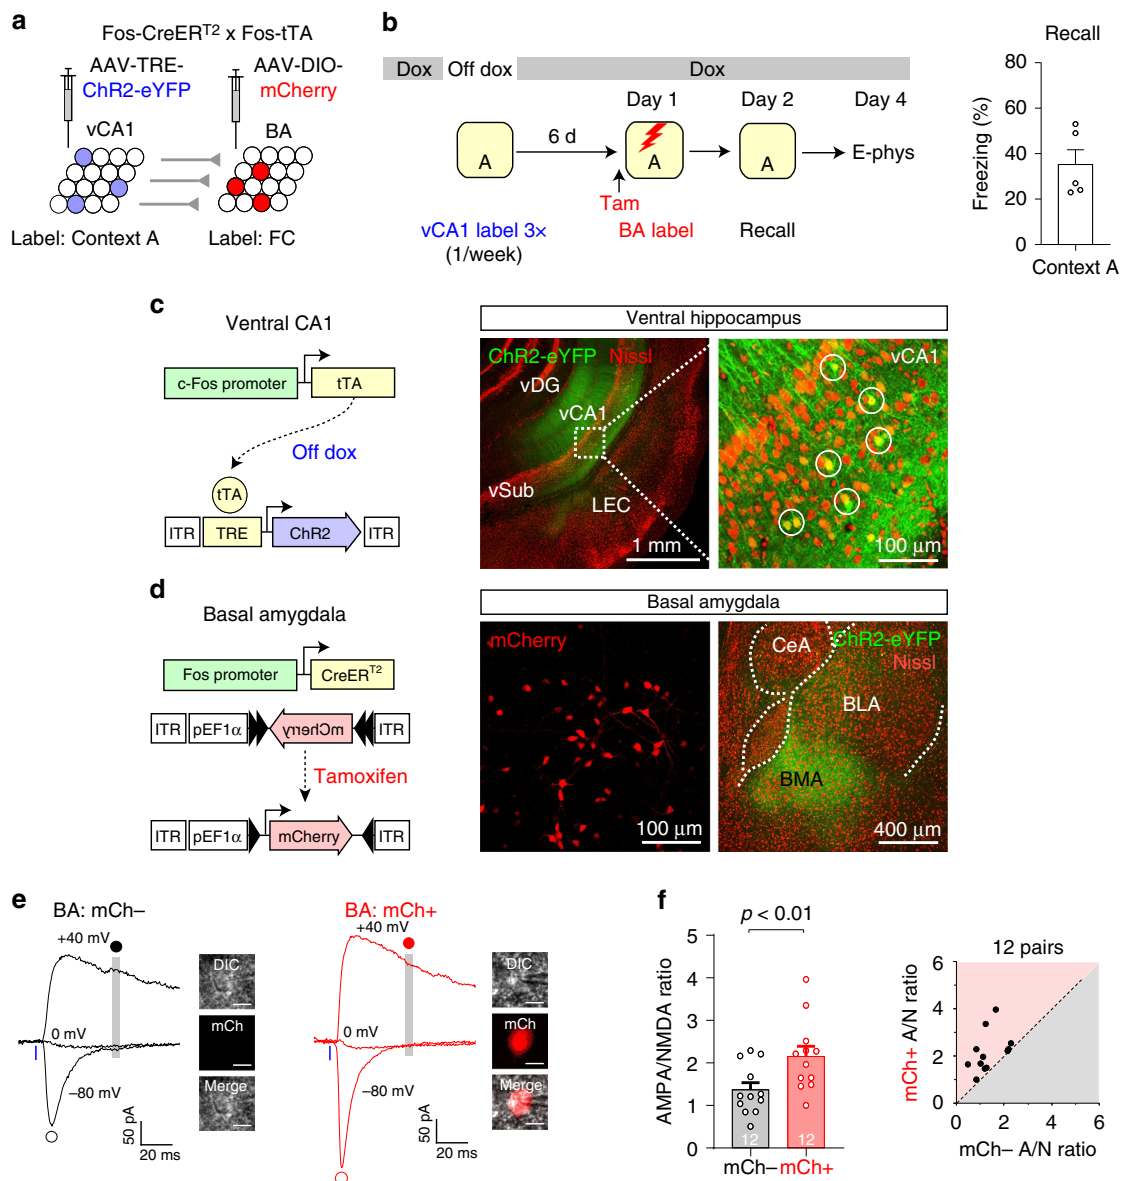 a
Fos-CreERT2 x Fos-tTA
AAV-TRE-
ChR2-eYFP
AAV-DIO-
mCherry
vCA1
BA
Label: Context A
Label: FC
b
Dox
Off dox
Dox
Day 1
Day 2
Day 4
A
6 d
A
A
E-phys
Tam
vCA1 label 3×
(1/week)
BA label
Recall
Recall
Freezing (%)
80
60
40
20
0
Context A
c
Ventral CA1
c-Fos promoter
tTA
Off dox
tTA
ITR
TRE
ChR2
ITR
Ventral hippocampus
ChR2-eYFP
Nissl
vDG
vCA1
vSub
LEC
1 mm
vCA1
100 µm
d
Basal amygdala
Fos promoter
CreERT2
ITR
pEF1α
mCherry
ITR
Tamoxifen
ITR
pEF1α
mCherry
ITR
Basal amygdala
mCherry
100 µm
CeA
ChR2-eYFP
Nissl
BLA
BMA
400 µm
e
BA: mCh–
+40 mV
0 mV
–80 mV
50 pA
20 ms
DIC
mCh
Merge
BA: mCh+
+40 mV
0 mV
–80 mV
50 pA
20 ms
DIC
mCh
Merge
f
p < 0.01
AMPA/NMDA ratio
5
4
3
2
1
0
12
12
mCh–
mCh+
12 pairs
mCh+ A/N ratio
6
4
2
0
0
2
4
6
mCh– A/N ratio